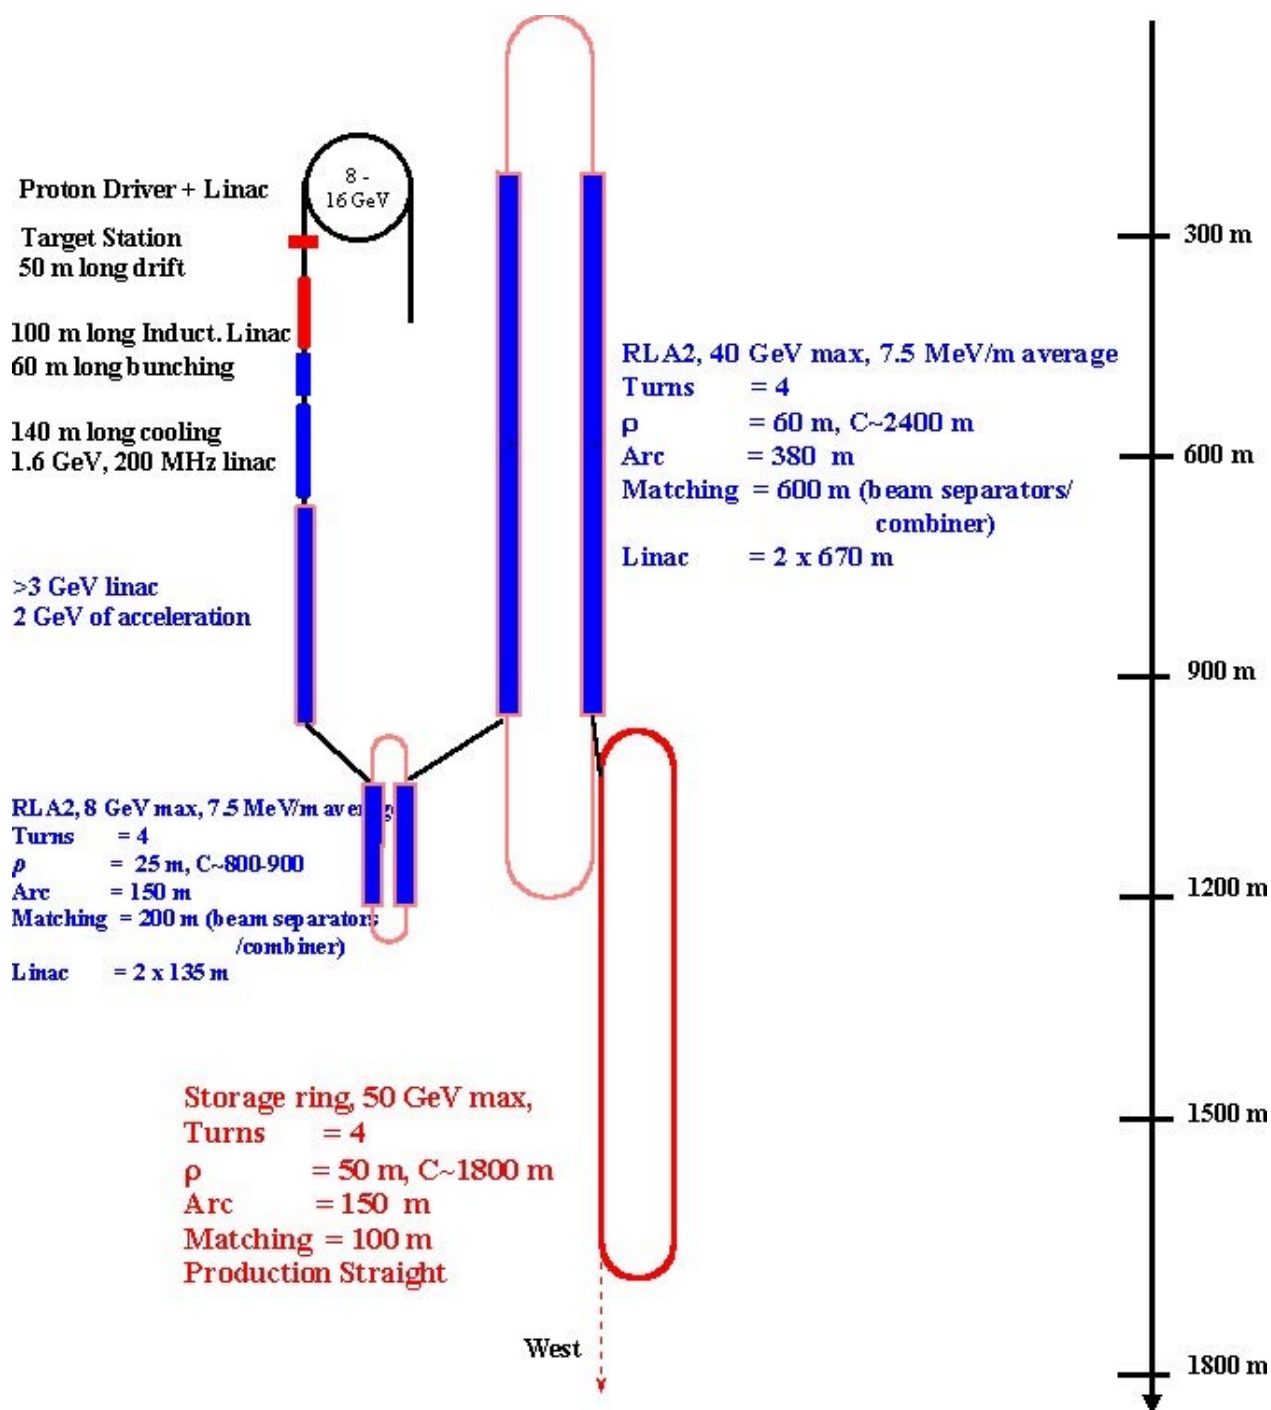 8 -
16 GeV
Proton Driver + Linac
Target Station
50 m long drift
100 m long Induct. Linac
60 m long bunching
140 m long cooling
1.6 GeV, 200 MHz linac
>3 GeV linac
2 GeV of acceleration
RLA2, 40 GeV max, 7.5 MeV/m average
Turns = 4
ρ = 60 m, C~2400 m
Arc = 380 m
Matching = 600 m (beam separators/
combiner)
Linac = 2 x 670 m
RLA2, 8 GeV max, 7.5 MeV/m average
Turns = 4
ρ = 25 m, C~800-900
Arc = 150 m
Matching = 200 m (beam separators
/combiner)
Linac = 2 x 135 m
Storage ring, 50 GeV max,
Turns = 4
ρ = 50 m, C~1800 m
Arc = 150 m
Matching = 100 m
Production Straight
West
300 m
600 m
900 m
1200 m
1500 m
1800 m